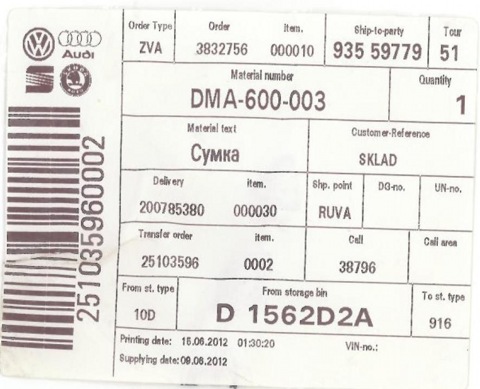 Order Type Order item. Ship-to-party Tour
ZVA 3832756 000010 935 59779 51
Audi
Material number Quantity
DMA-600-003 1
Material text Customer-Reference
Сумка SKLAD
Delivery item. Shp. point DG-no. UN-no.
200785380 000030 RUVA
Transfer order item. Call Call area
25103596 0002 38796
From st. type From storage bin To st. type
10D D 1562D2A 916
251035960002
Printing date: 15.06.2012 01:30:20 VIN-no.:
Supplying date: 09.06.2012